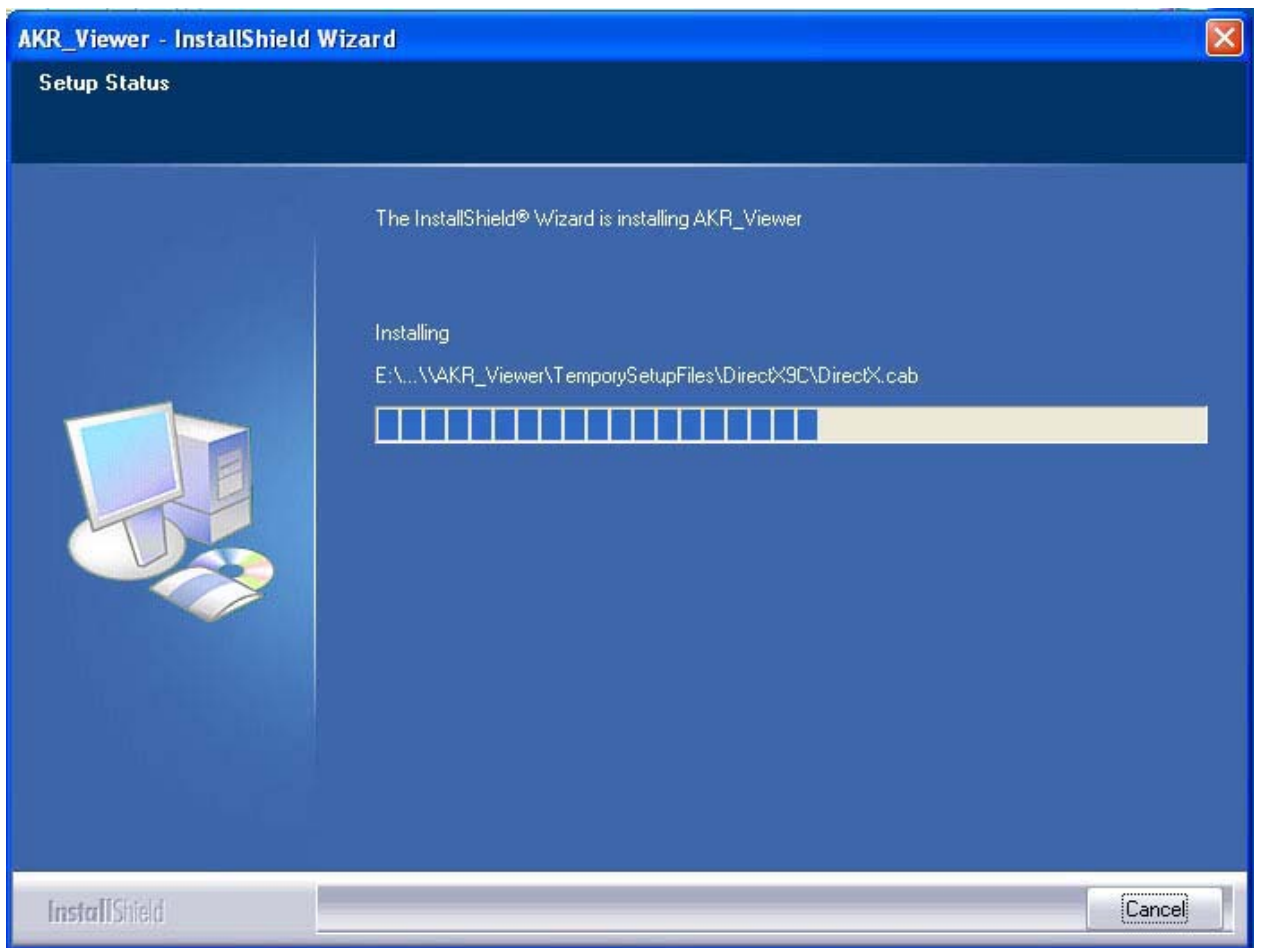 AKR_Viewer - InstallShield Wizard
Setup Status
The InstallShield® Wizard is installing AKR_Viewer
Installing
E:\...\\AKR_Viewer\TemporySetupFiles\DirectX9C\DirectX.cab
InstallShield
Cancel